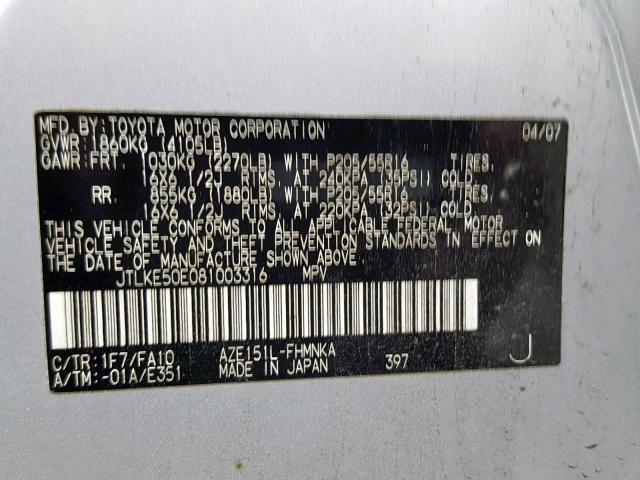 MFD. BY: TOYOTA MOTOR CORPORATION 04/07
GVWR 1860KG (4105LB)
GAWR: FRT. 1030KG (2270LB) WITH P205/55R16 TIRES,
16X6 1/2J RIMS, AT 240KPA (35PSI) COLD.
RR. 855KG (1880LB) WITH P205/55R16 TIRES,
16X6 1/2J RIMS, AT 220KPA (32PSI) COLD.
THIS VEHICLE CONFORMS TO ALL APPLICABLE FEDERAL MOTOR
VEHICLE SAFETY AND THEFT PREVENTION STANDARDS IN EFFECT ON
THE DATE OF MANUFACTURE SHOWN ABOVE.
JTLKE50E081003316 MPV
C/TR: 1F7/FA10 AZE151L-FHMNKA
A/TM: -01A/E351 MADE IN JAPAN 397 J